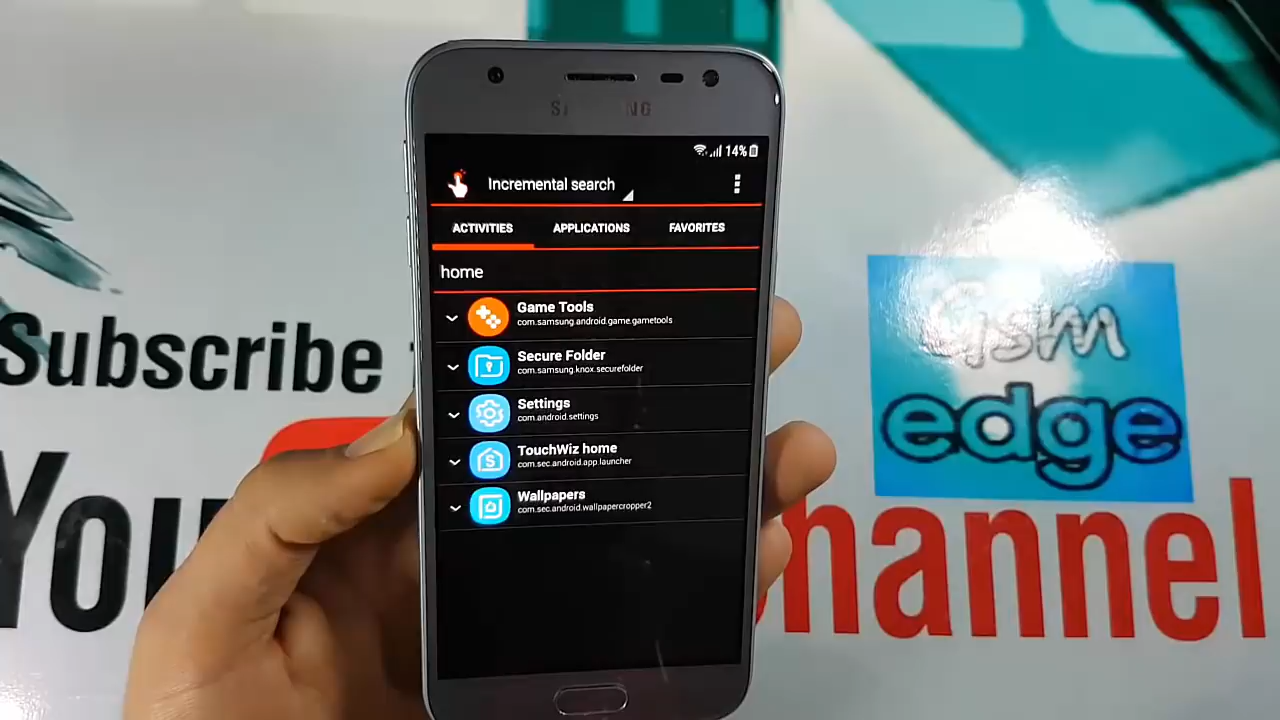 SAMSUNG
14%
Incremental search
ACTIVITIES APPLICATIONS FAVORITES
home
Game Tools
com.samsung.android.game.gametools
Secure Folder
com.samsung.knox.securefolder
Settings
com.android.settings
TouchWiz home
com.sec.android.app.launcher
Wallpapers
com.sec.android.wallpapercropper2
Subscribe
You
hannel
Gsm
edge